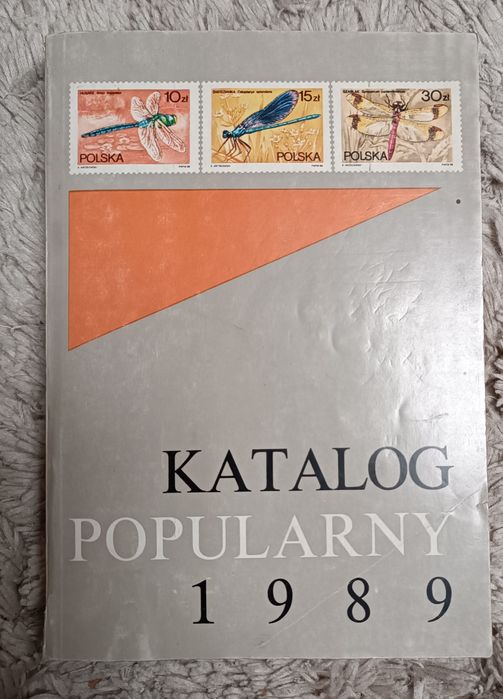 10 zł
POLSKA
15 zł
POLSKA
30 zł
POLSKA
KATALOG
POPULARNY
1989